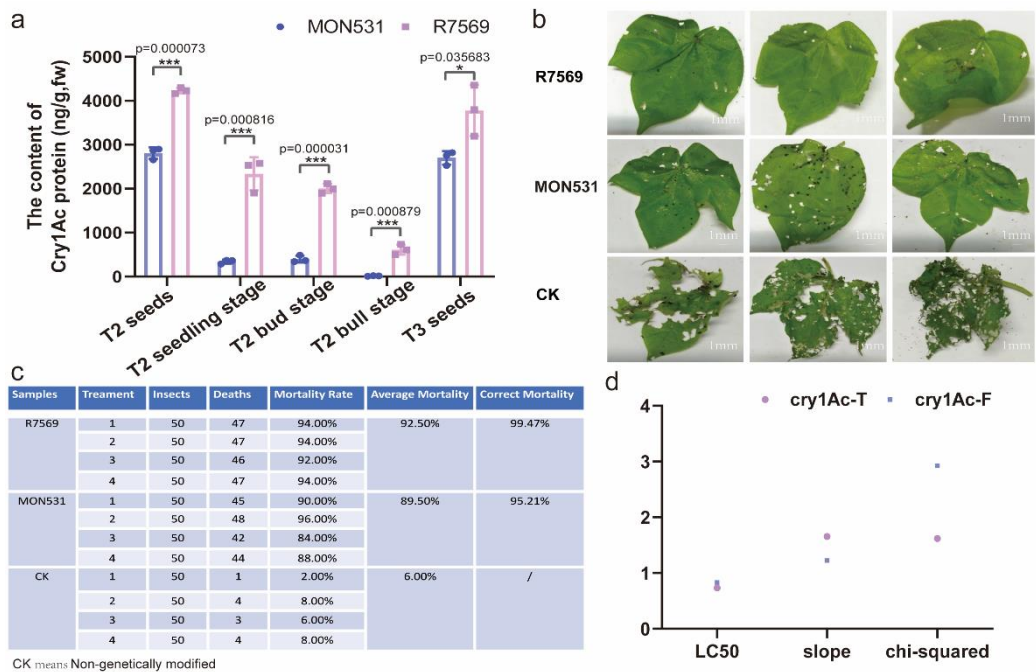 a
MON531 R7569
The content of
Cry1Ac protein (ng/g,fw)
5000
4000
3000
2000
1000
0
p=0.000073
***
p=0.000816
***
p=0.000031
***
p=0.000879
***
p=0.035683
*
T2 seeds
T2 seedling stage
T2 bud stage
T2 bull stage
T3 seeds
b
R7569
1mm 1mm 1mm
MON531
1mm 1mm 1mm
CK
1mm 1mm 1mm
c
Samples Treament Insects Deaths Mortality Rate Average Mortality Correct Mortality
R7569 1 50 47 94.00% 92.50% 99.47%
2 50 47 94.00%
3 50 46 92.00%
4 50 47 94.00%
MON531 1 50 45 90.00% 89.50% 95.21%
2 50 48 96.00%
3 50 42 84.00%
4 50 44 88.00%
CK 1 50 1 2.00% 6.00% /
2 50 4 8.00%
3 50 3 6.00%
4 50 4 8.00%
CK means Non-genetically modified
d
cry1Ac-T cry1Ac-F
4
3
2
1
0
LC50 slope chi-squared